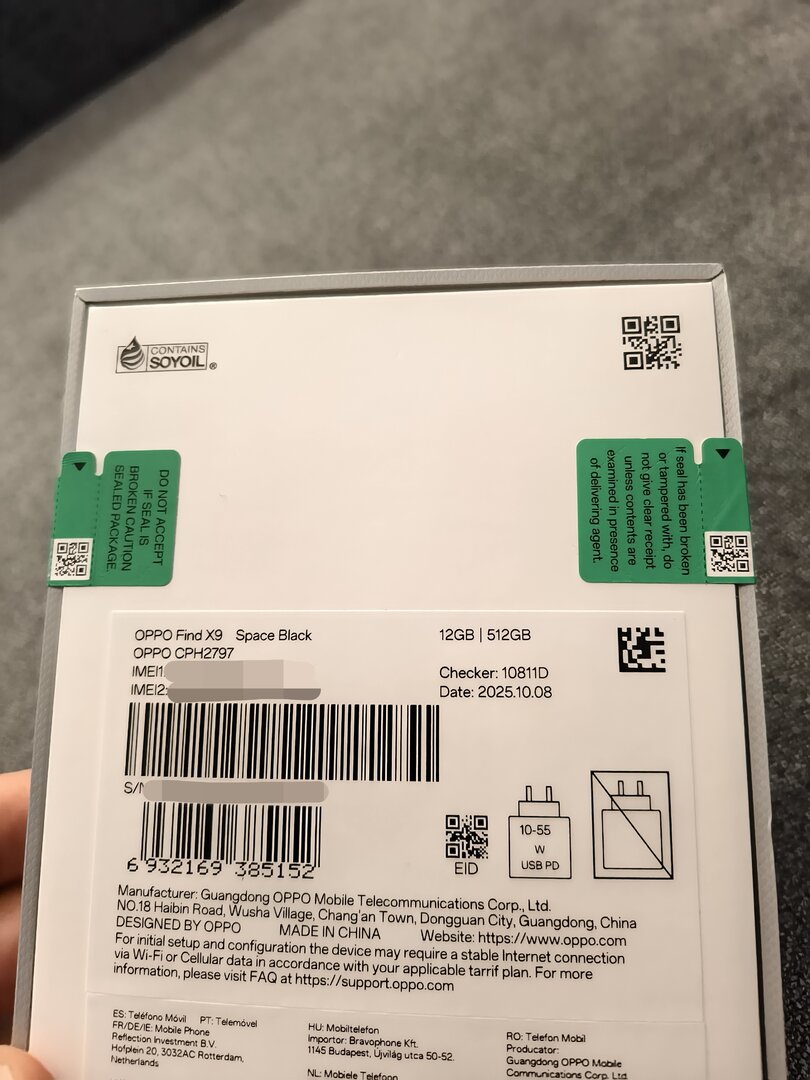 CONTAINS
SOYOIL®
DO NOT ACCEPT
IF SEAL IS
BROKEN CAUTION
SEALED PACKAGE.
If seal has been broken
or tampered with, do
not give clear receipt
unless contents are
examined in presence
of delivering agent.
OPPO Find X9 Space Black
12GB | 512GB
OPPO CPH2797
IMEI1:
Checker: 10811D
IMEI2:
Date: 2025.10.08
S/N
6 932169 385152
EID
10-55
W
USB PD
Manufacturer: Guangdong OPPO Mobile Telecommunications Corp., Ltd.
NO.18 Haibin Road, Wusha Village, Chang'an Town, Dongguan City, Guangdong, China
DESIGNED BY OPPO MADE IN CHINA Website: https://www.oppo.com
For initial setup and configuration the device may require a stable Internet connection
via Wi-Fi or Cellular data in accordance with your applicable tarrif plan. For more
information, please visit FAQ at https://support.oppo.com
ES: Teléfono Móvil PT: Telemóvel
FR/DE/IE: Mobile Phone
Reflection Investment B.V.
Hofplein 20, 3032AC Rotterdam,
Netherlands
HU: Mobiltelefon
Importor: Bravophone Kft.
1145 Budapest, Újvilág utca 50-52.
NL: Mobiele Telefoon
RO: Telefon Mobil
Producator:
Guangdong OPPO Mobile
Communications Corp., Ltd.